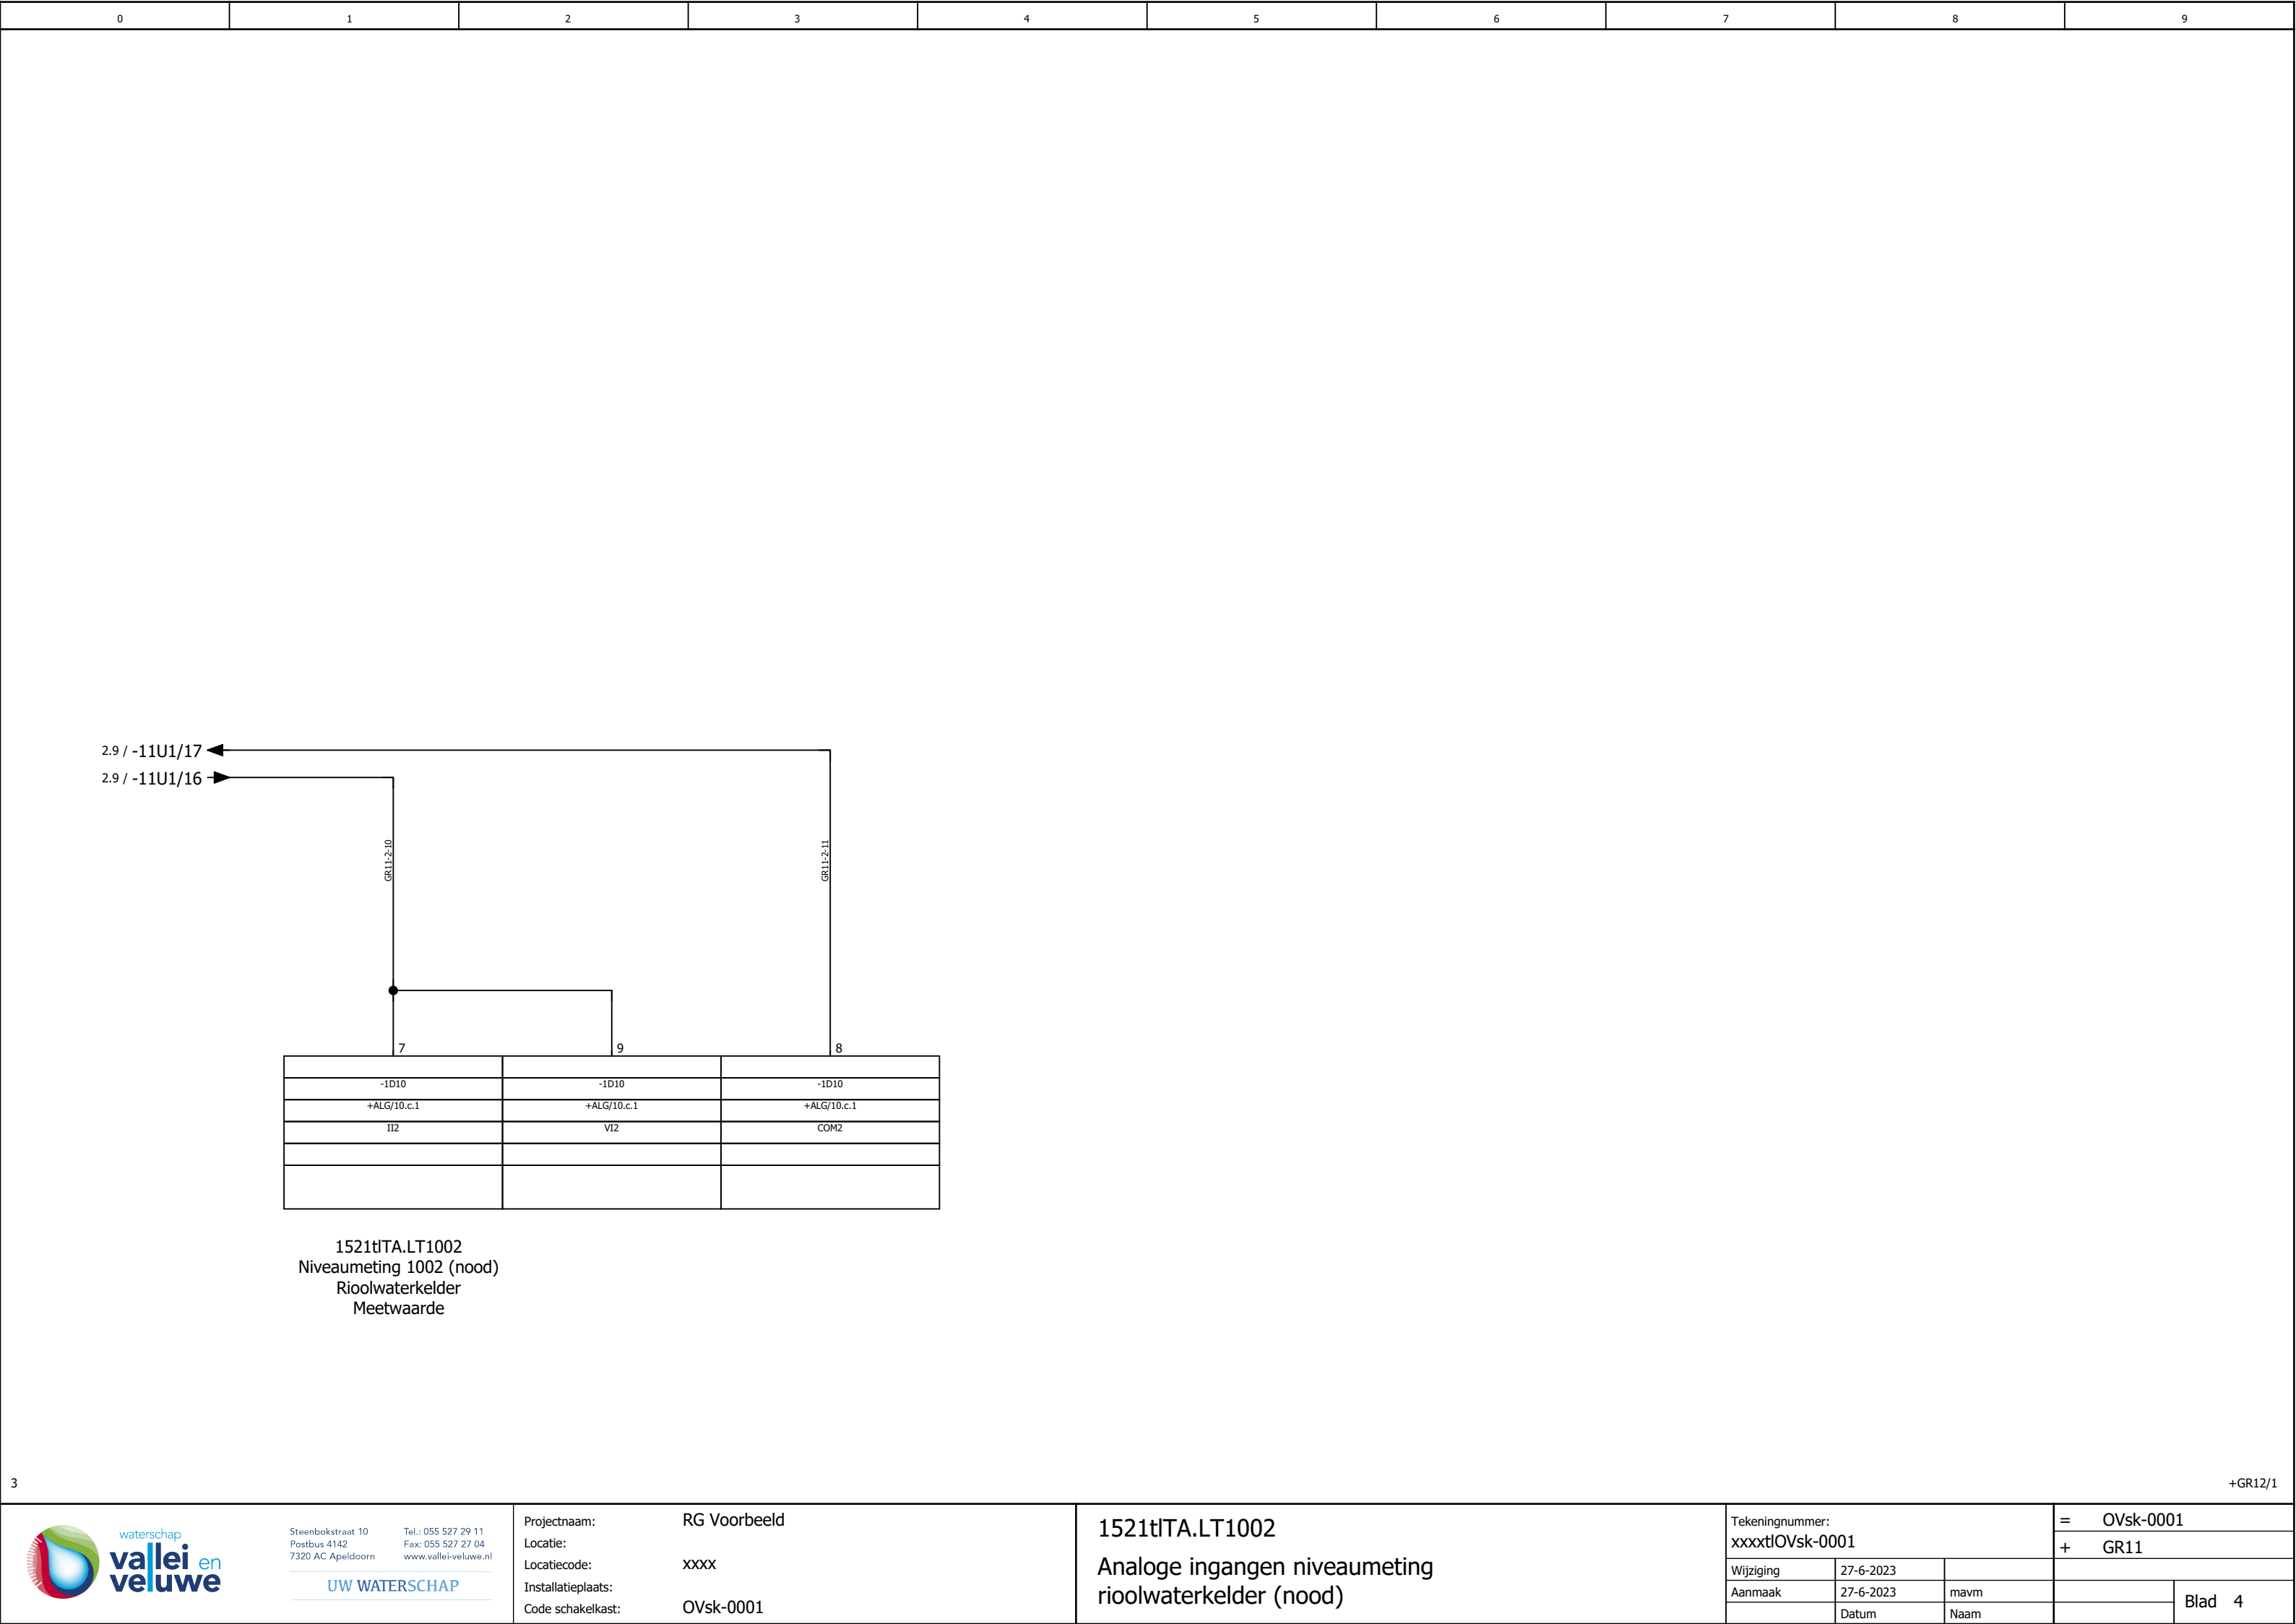 0 1 2 3 4 5 6 7 8 9
2.9 / -11U1/17
2.9 / -11U1/16
GR11-2-10
GR11-2-11
7 9 8
-1D10 -1D10 -1D10
+ALG/10.c.1 +ALG/10.c.1 +ALG/10.c.1
II2 VI2 COM2
1521tlTA.LT1002
Niveaumeting 1002 (nood)
Rioolwaterkelder
Meetwaarde
3
+GR12/1
waterschap
vallei en
veluwe
Steenbokstraat 10 Tel.: 055 527 29 11
Postbus 4142 Fax: 055 527 27 04
7320 AC Apeldoorn www.vallei-veluwe.nl
UW WATERSCHAP
Projectnaam: RG Voorbeeld
Locatie:
Locatiecode: xxxx
Installatieplaats:
Code schakelkast: OVsk-0001
1521tlTA.LT1002
Analoge ingangen niveaumeting
rioolwaterkelder (nood)
Tekeningnummer:
xxxxtlOVsk-0001
Wijziging 27-6-2023
Aanmaak 27-6-2023 mavm
Datum Naam
= OVsk-0001
+ GR11
Blad 4